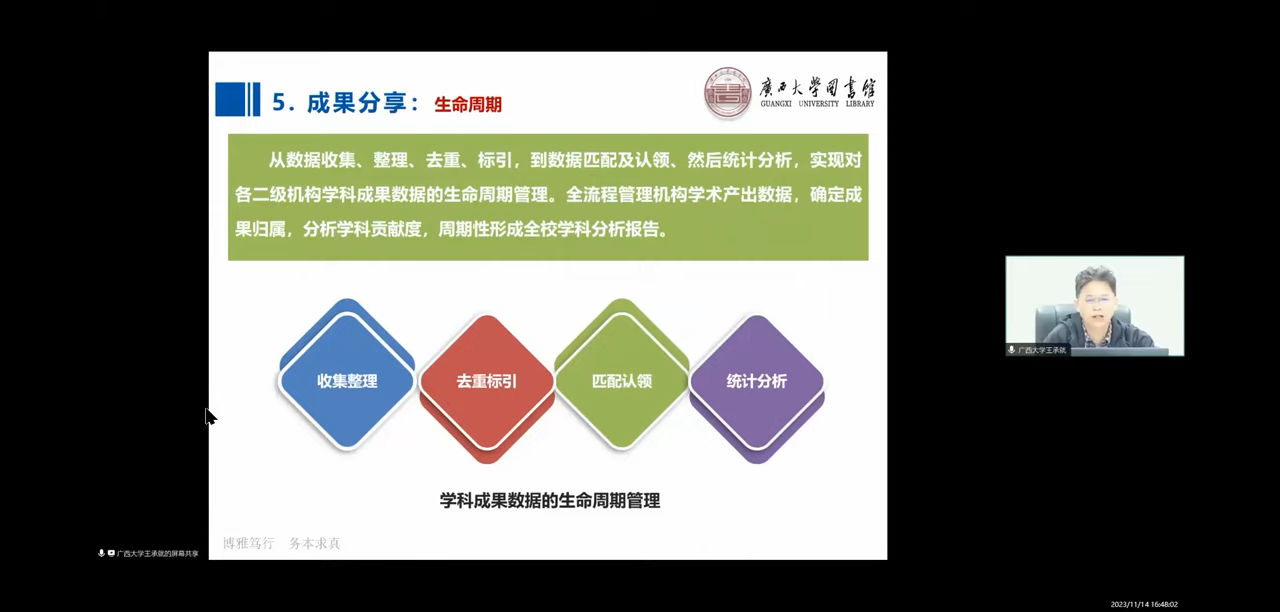 5. 成果分享：生命周期
廣西大學圖書館
GUANGXI UNIVERSITY LIBRARY
从数据收集、整理、去重、标引，到数据匹配及认领、然后统计分析，实现对
各二级机构学科成果数据的生命周期管理。全流程管理机构学术产出数据，确定成
果归属，分析学科贡献度，周期性形成全校学科分析报告。
收集整理
去重标引
匹配认领
统计分析
学科成果数据的生命周期管理
博雅笃行 务本求真
广西大学王承就
广西大学王承就的屏幕共享
2023/11/14 16:48:02